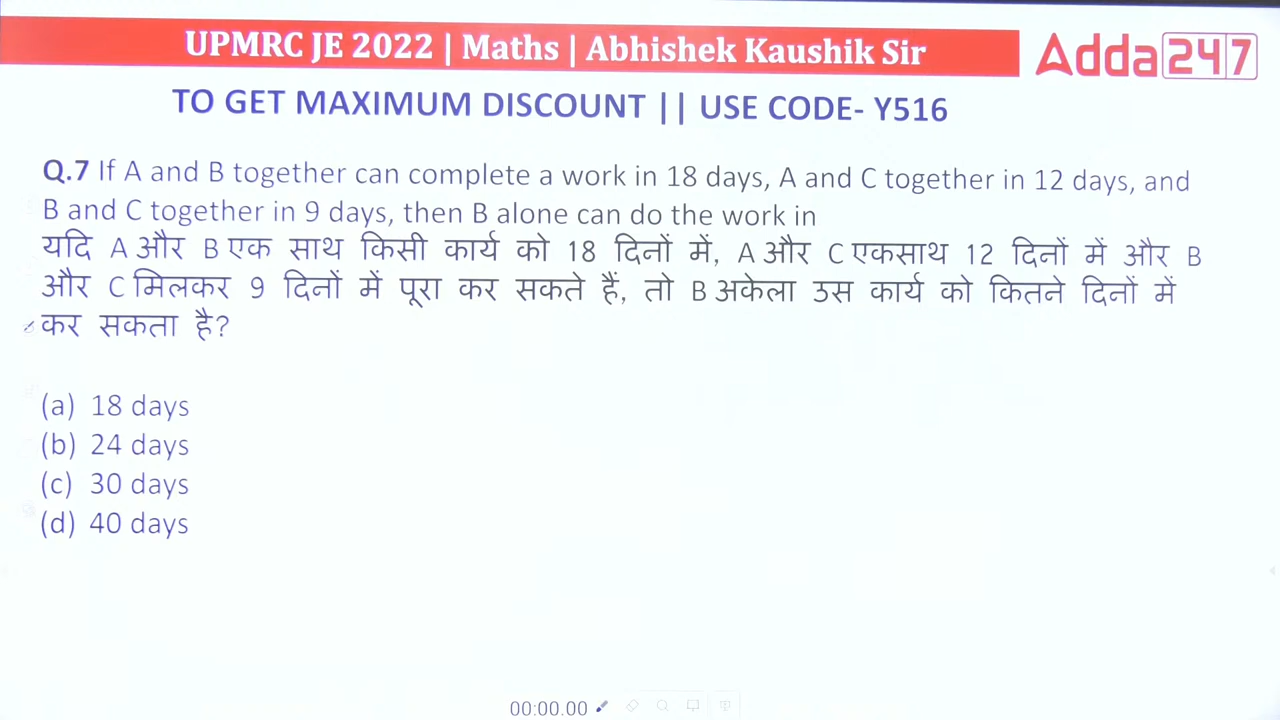 UPMRC JE 2022 | Maths | Abhishek Kaushik Sir
Adda247
TO GET MAXIMUM DISCOUNT || USE CODE- Y516
Q.7 If A and B together can complete a work in 18 days, A and C together in 12 days, and
B and C together in 9 days, then B alone can do the work in
यदि A और B एक साथ किसी कार्य को 18 दिनों में, A और C एकसाथ 12 दिनों में और B
और C मिलकर 9 दिनों में पूरा कर सकते हैं, तो B अकेला उस कार्य को कितने दिनों में
कर सकता है?
(a) 18 days
(b) 24 days
(c) 30 days
(d) 40 days
00:00.00